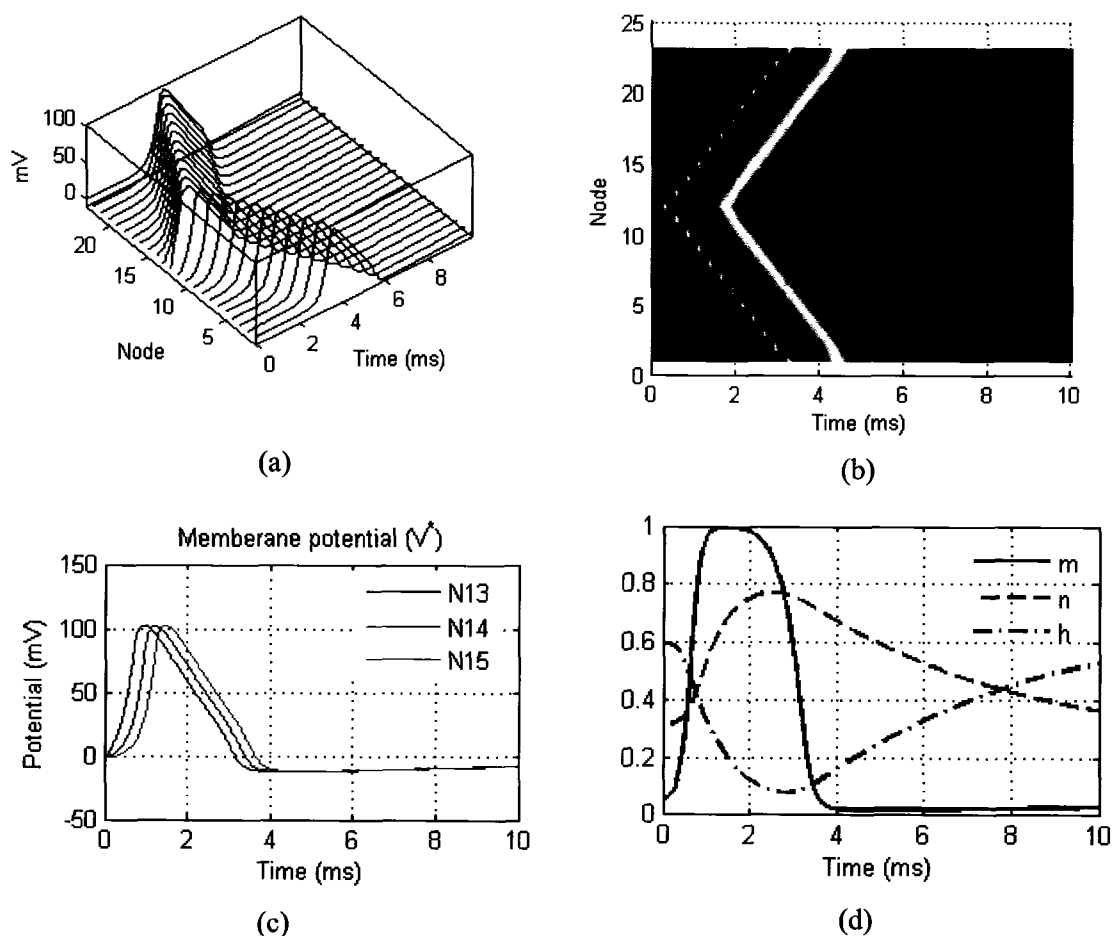 100
50
0
mV
20
15
10
5
0
Node
2
4
6
8
Time (ms)
(a)
25
20
15
10
5
0
Node
0 2 4 6 8 10
Time (ms)
(b)
Memberane potential (V*)
150
100
50
0
-50
Potential (mV)
N13
N14
N15
0 2 4 6 8 10
Time (ms)
(c)
1
0.8
0.6
0.4
0.2
0
m
n
h
0 2 4 6 8 10
Time (ms)
(d)